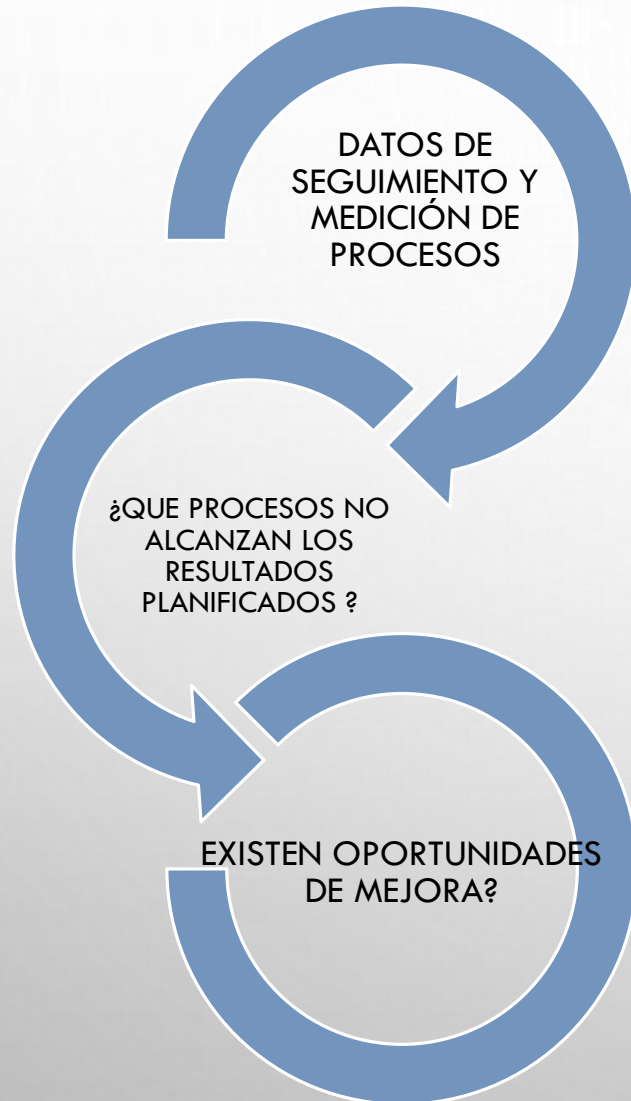 DATOS DE
SEGUIMIENTO Y
MEDICIÓN DE
PROCESOS
¿QUE PROCESOS NO
ALCANZAN LOS
RESULTADOS
PLANIFICADOS ?
EXISTEN OPORTUNIDADES
DE MEJORA?